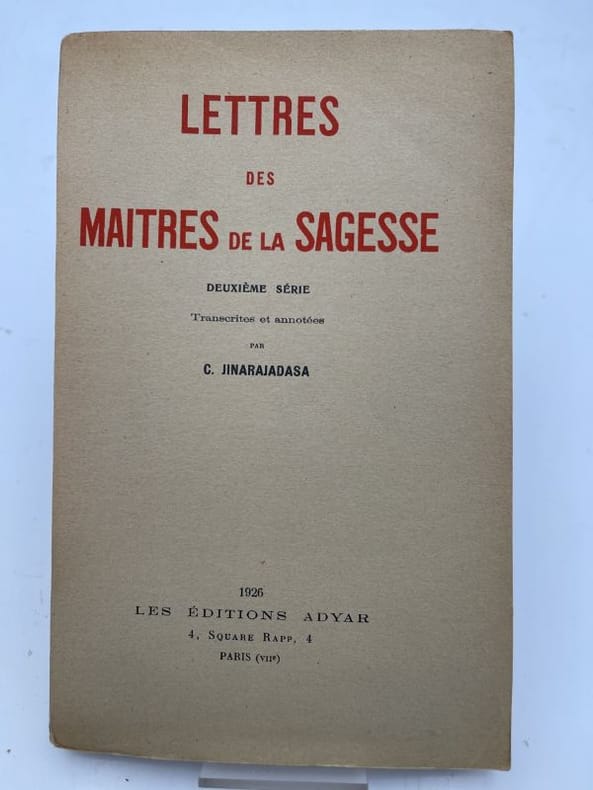 LETTRES
DES
MAITRES DE LA SAGESSE
DEUXIÈME SÉRIE
Transcrites et annotées
PAR
C. JINARAJADASA
1926
LES ÉDITIONS ADYAR
4, SQUARE RAPP, 4
PARIS (VIIe)